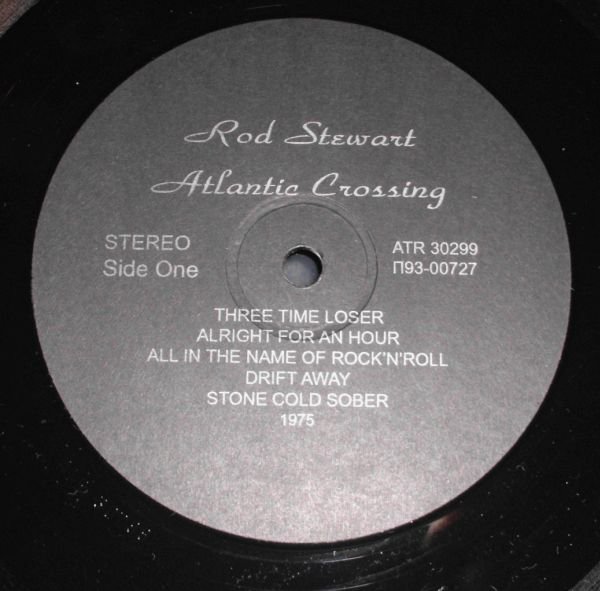 Rod Stewart
Atlantic Crossing
STEREO
Side One
ATR 30299
П93-00727
THREE TIME LOSER
ALRIGHT FOR AN HOUR
ALL IN THE NAME OF ROCK'N'ROLL
DRIFT AWAY
STONE COLD SOBER
1975